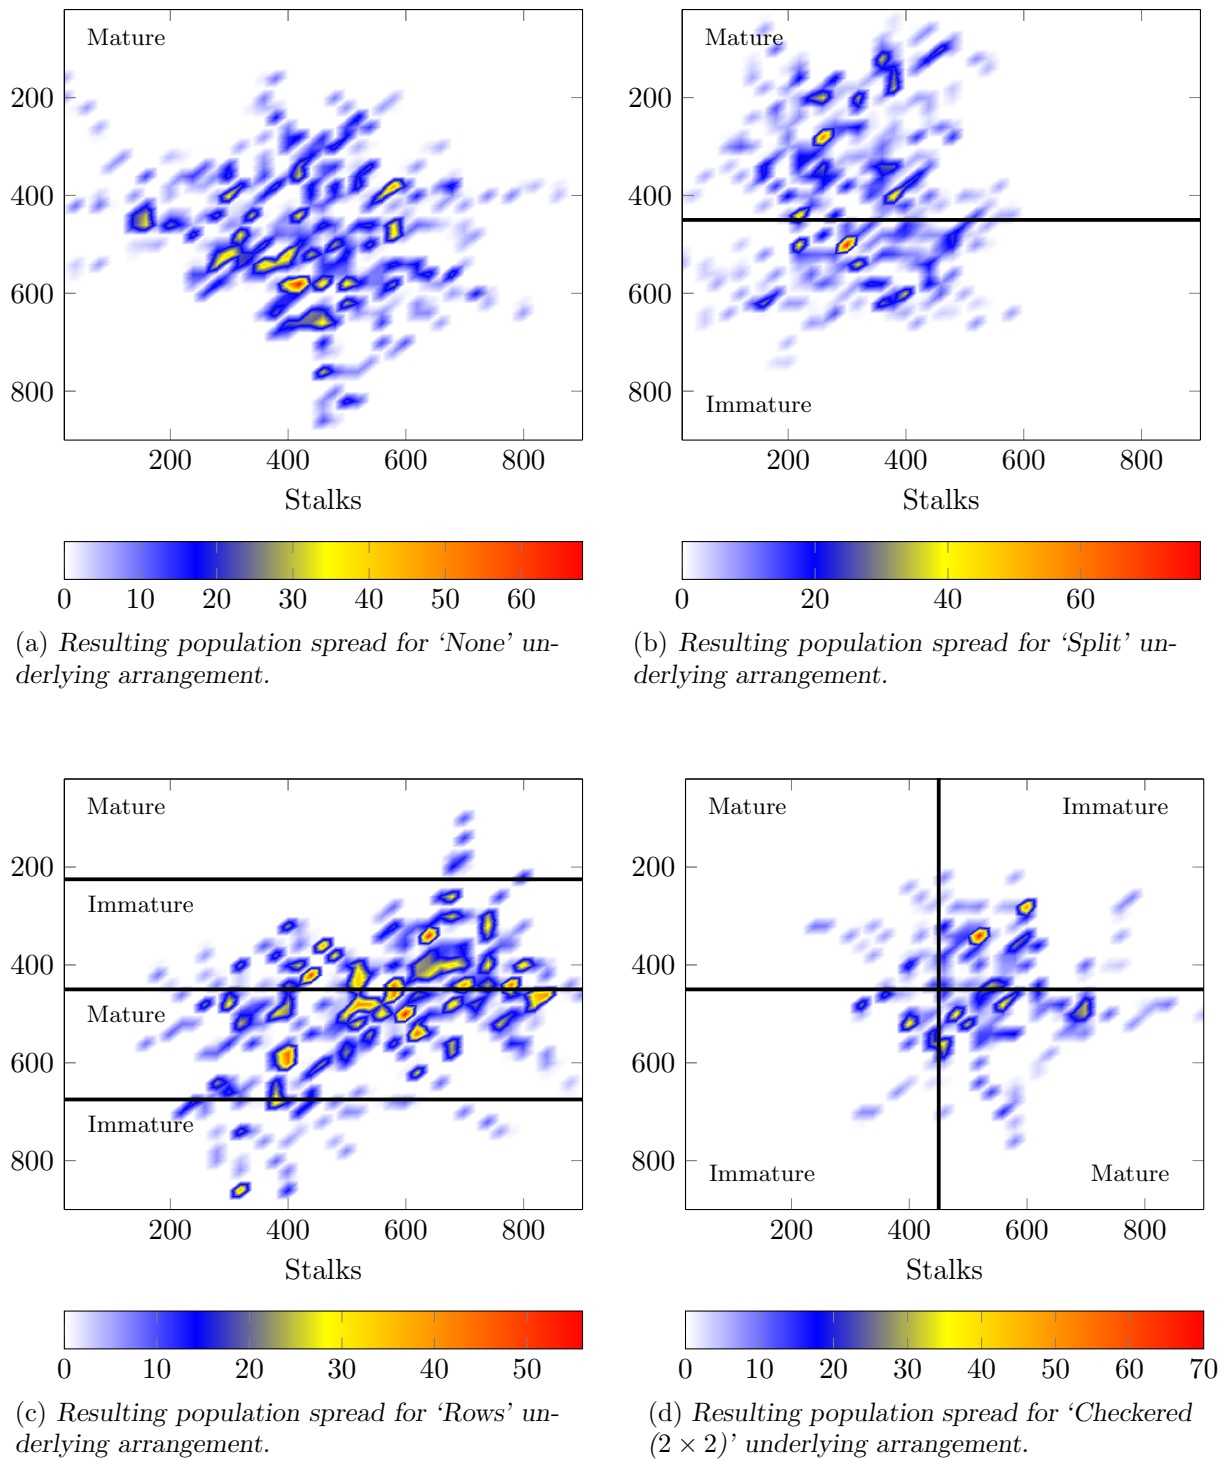 Mature
200
400
600
800
200 400 600 800
Stalks
0 10 20 30 40 50 60
(a) Resulting population spread for ‘None’ un-
derlying arrangement.
Mature
200
400
600
800
Immature
200 400 600 800
Stalks
0 20 40 60
(b) Resulting population spread for ‘Split’ un-
derlying arrangement.
Mature
200
Immature
400
Mature
600
Immature
800
200 400 600 800
Stalks
0 10 20 30 40 50
(c) Resulting population spread for ‘Rows’ un-
derlying arrangement.
Mature Immature
200
400
600
800
Immature Mature
200 400 600 800
Stalks
0 10 20 30 40 50 60 70
(d) Resulting population spread for ‘Checkered
(2 × 2)’ underlying arrangement.